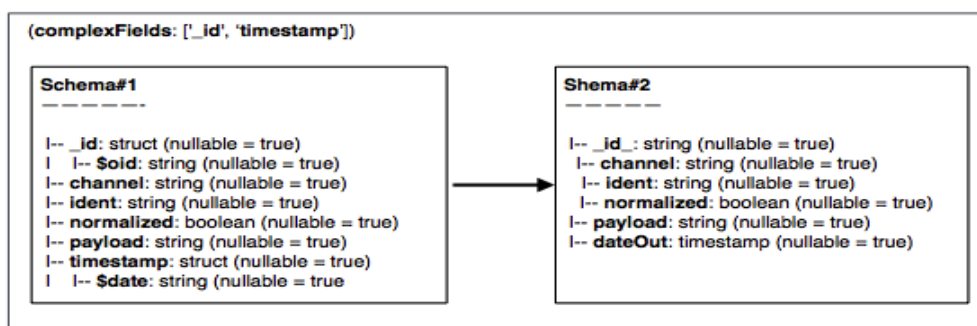 (complexFields: ['_id', 'timestamp'])
Schema#1
— — — — — -
I-- _id: struct (nullable = true)
I I-- $oid: string (nullable = true)
I-- channel: string (nullable = true)
I-- ident: string (nullable = true)
I-- normalized: boolean (nullable = true)
I-- payload: string (nullable = true)
I-- timestamp: struct (nullable = true)
I I-- $date: string (nullable = true
Shema#2
— — — — —
I-- _id_: string (nullable = true)
I-- channel: string (nullable = true)
I-- ident: string (nullable = true)
I-- normalized: boolean (nullable = true)
I-- payload: string (nullable = true)
I-- dateOut: timestamp (nullable = true)